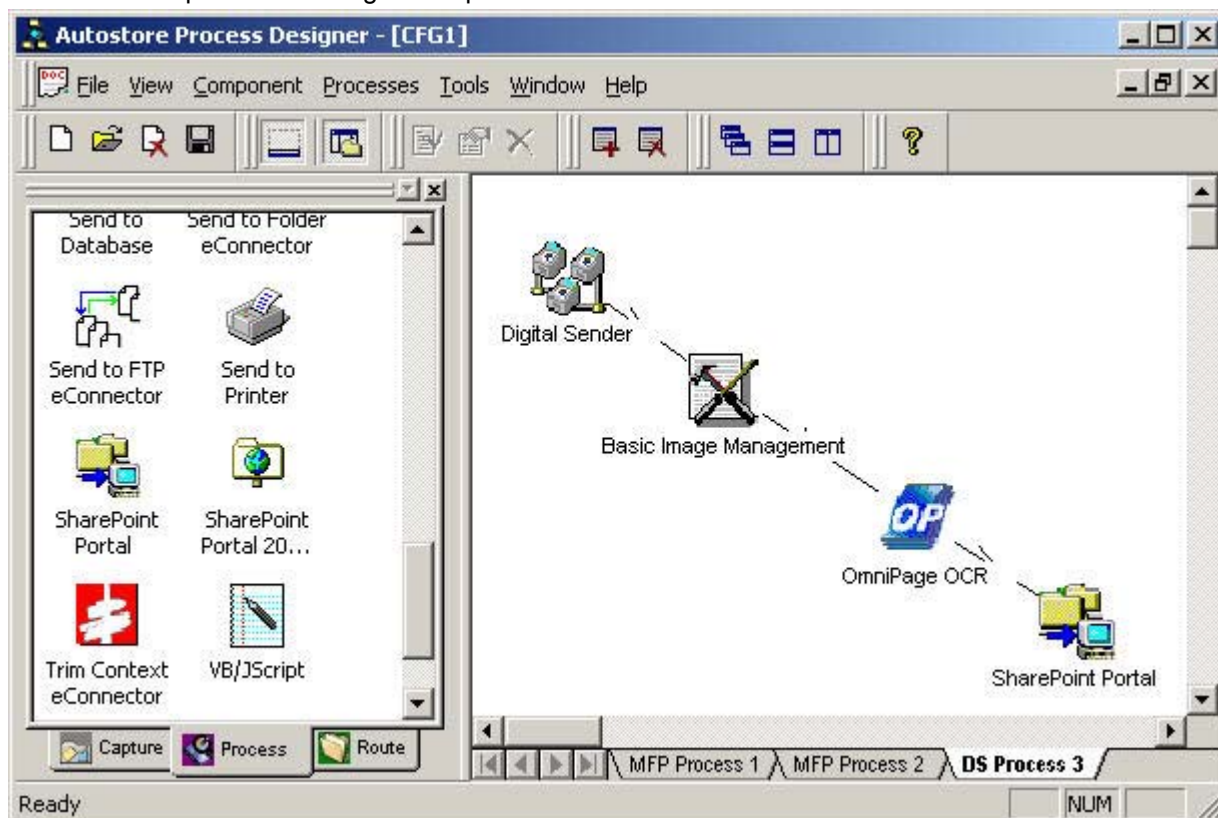 Autostore Process Designer - [CFG1]
DOC
File View Component Processes Tools Window Help
Send to Database
Send to Folder eConnector
Send to FTP eConnector
Send to Printer
SharePoint Portal
SharePoint Portal 20...
Trim Context eConnector
VB/JScript
Capture Process Route
Digital Sender
Basic Image Management
OP
OmniPage OCR
SharePoint Portal
MFP Process 1 MFP Process 2 DS Process 3
Ready NUM